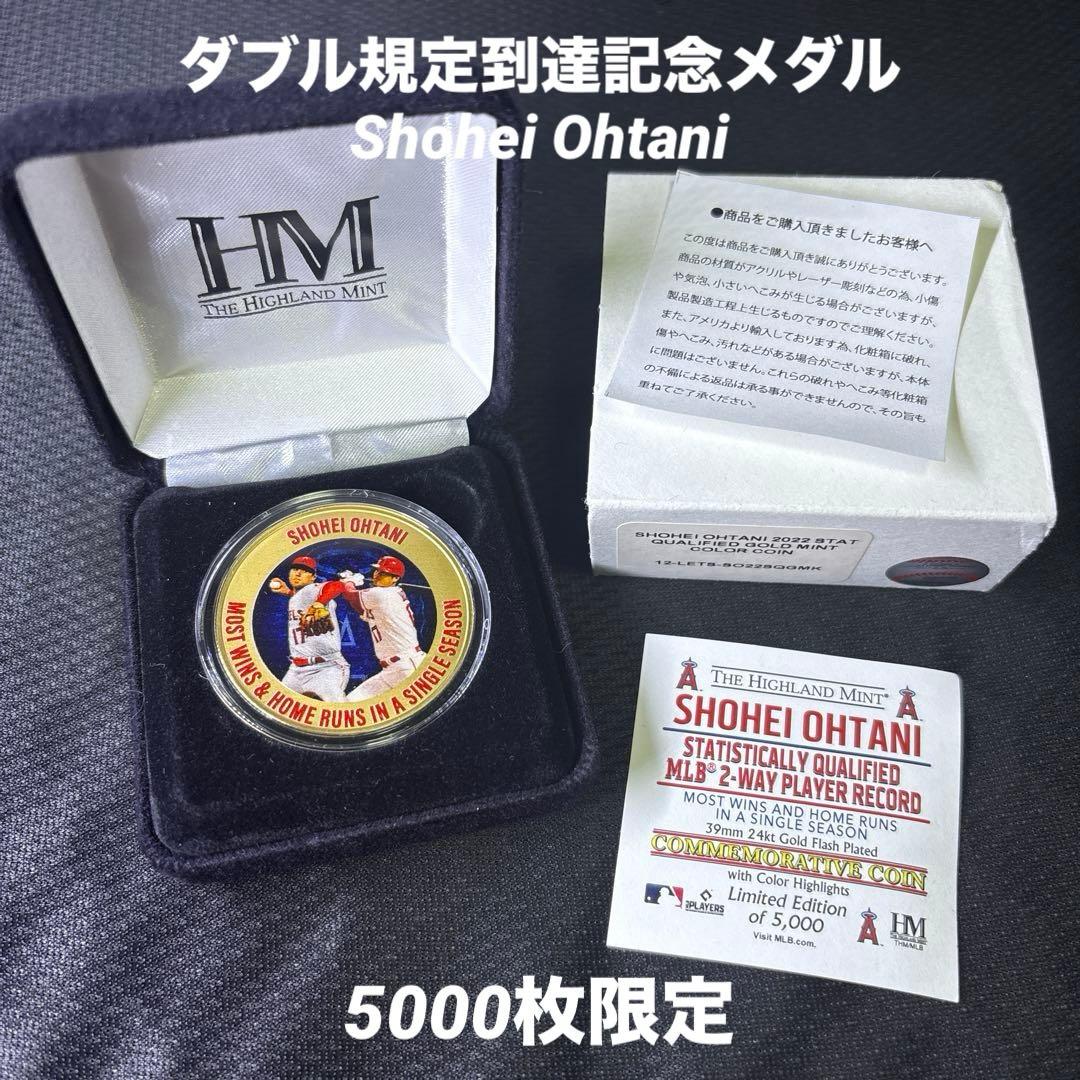 ダブル規定到達記念メダル
Shohei Ohtani
HM
THE HIGHLAND MINT
●商品をご購入頂きましたお客様へ
この度は商品をご購入頂き誠にありがとうございます。
商品の材質がアクリルやレーザー彫刻などの為、小傷
や気泡、小さいへこみが生じる場合がございますが、
製品製造工程上生じるものですのでご理解ください。
また、アメリカより輸入しております為、化粧箱に破れ、
傷やへこみ、汚れなどがある場合がございますが、本体
に問題はございません。これらの破れやへこみ等化粧箱
の不備による返品は承る事ができませんので、その旨も
重ねてご了承ください。
SHOHEI OHTANI 2022 STAT
QUALIFIED GOLD MINT
COLOR COIN
12-LETS-SO22SQGMK
SHOHEI OHTANI
MOST WINS & HOME RUNS IN A SINGLE SEASON
17
THE HIGHLAND MINT®
SHOHEI OHTANI
STATISTICALLY QUALIFIED
MLB® 2-WAY PLAYER RECORD
MOST WINS AND HOME RUNS
IN A SINGLE SEASON
39mm 24kt Gold Flash Plated
COMMEMORATIVE COIN
with Color Highlights
Limited Edition
of 5,000
Visit MLB.com.
PLAYERS
HM
THM/MLB
5000枚限定